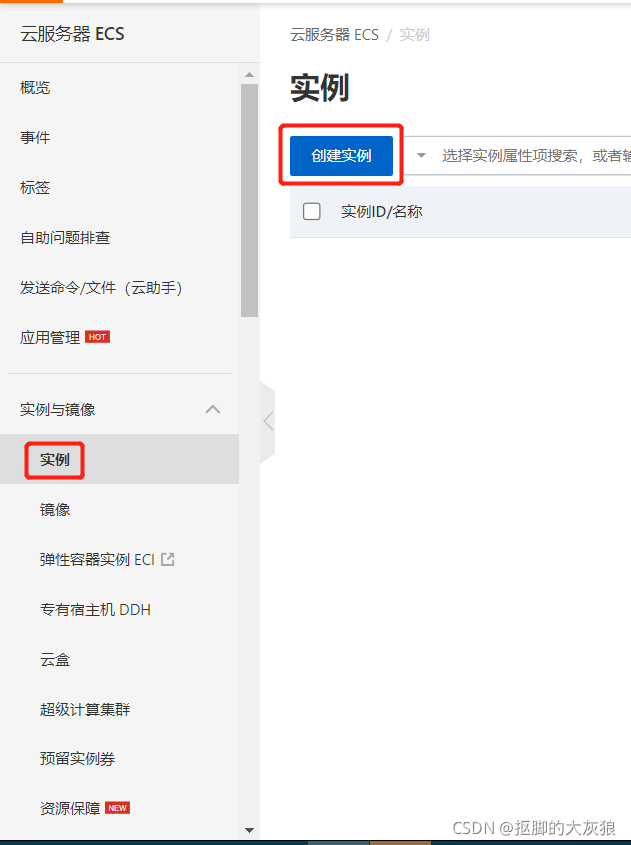 云服务器 ECS
概览
事件
标签
自助问题排查
发送命令/文件（云助手）
应用管理 HOT
实例与镜像
实例
镜像
弹性容器实例 ECI
专有宿主机 DDH
云盒
超级计算集群
预留实例券
资源保障 NEW
云服务器 ECS / 实例
实例
创建实例
选择实例属性项搜索，或者输
实例ID/名称
CSDN @抠脚的大灰狼